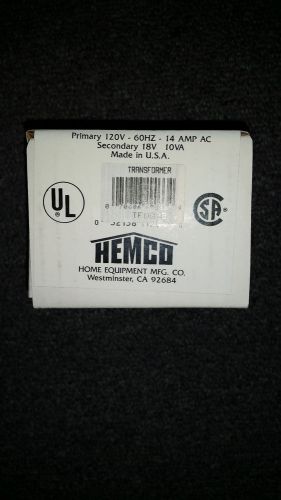 Primary 120V - 60HZ - 14 AMP AC
Secondary 18V 10VA
Made in U.S.A.
TRANSFORMER
UL
®
SA
®
HEMCO
HOME EQUIPMENT MFG. CO.
Westminster, CA 92684